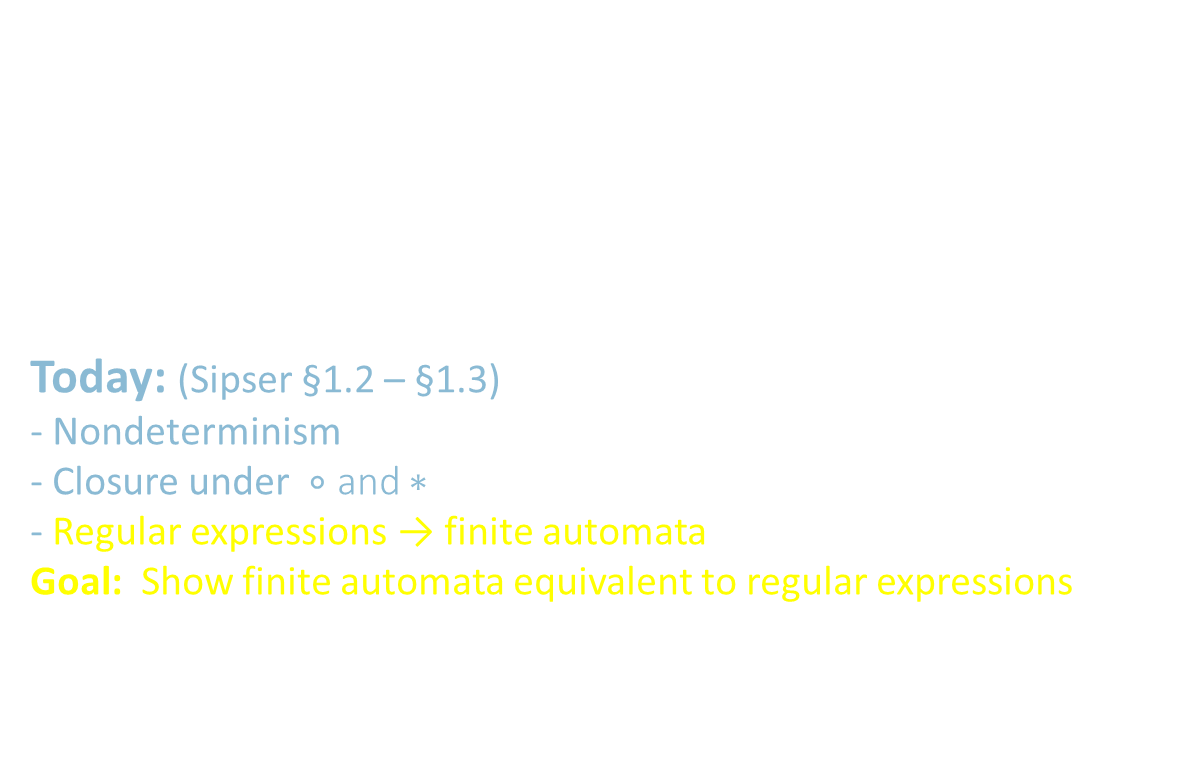 Today: (Sipser §1.2 – §1.3)
- Nondeterminism
- Closure under ∘ and ∗
- Regular expressions → finite automata
Goal: Show finite automata equivalent to regular expressions